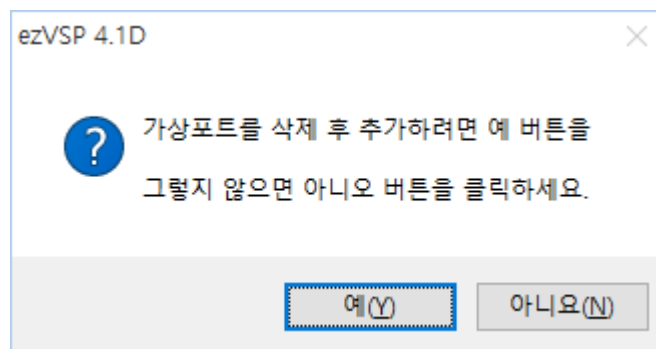 ezVSP 4.1D
가상포트를 삭제 후 추가하려면 예 버튼을
그렇지 않으면 아니오 버튼을 클릭하세요.
예(Y)
아니요(N)